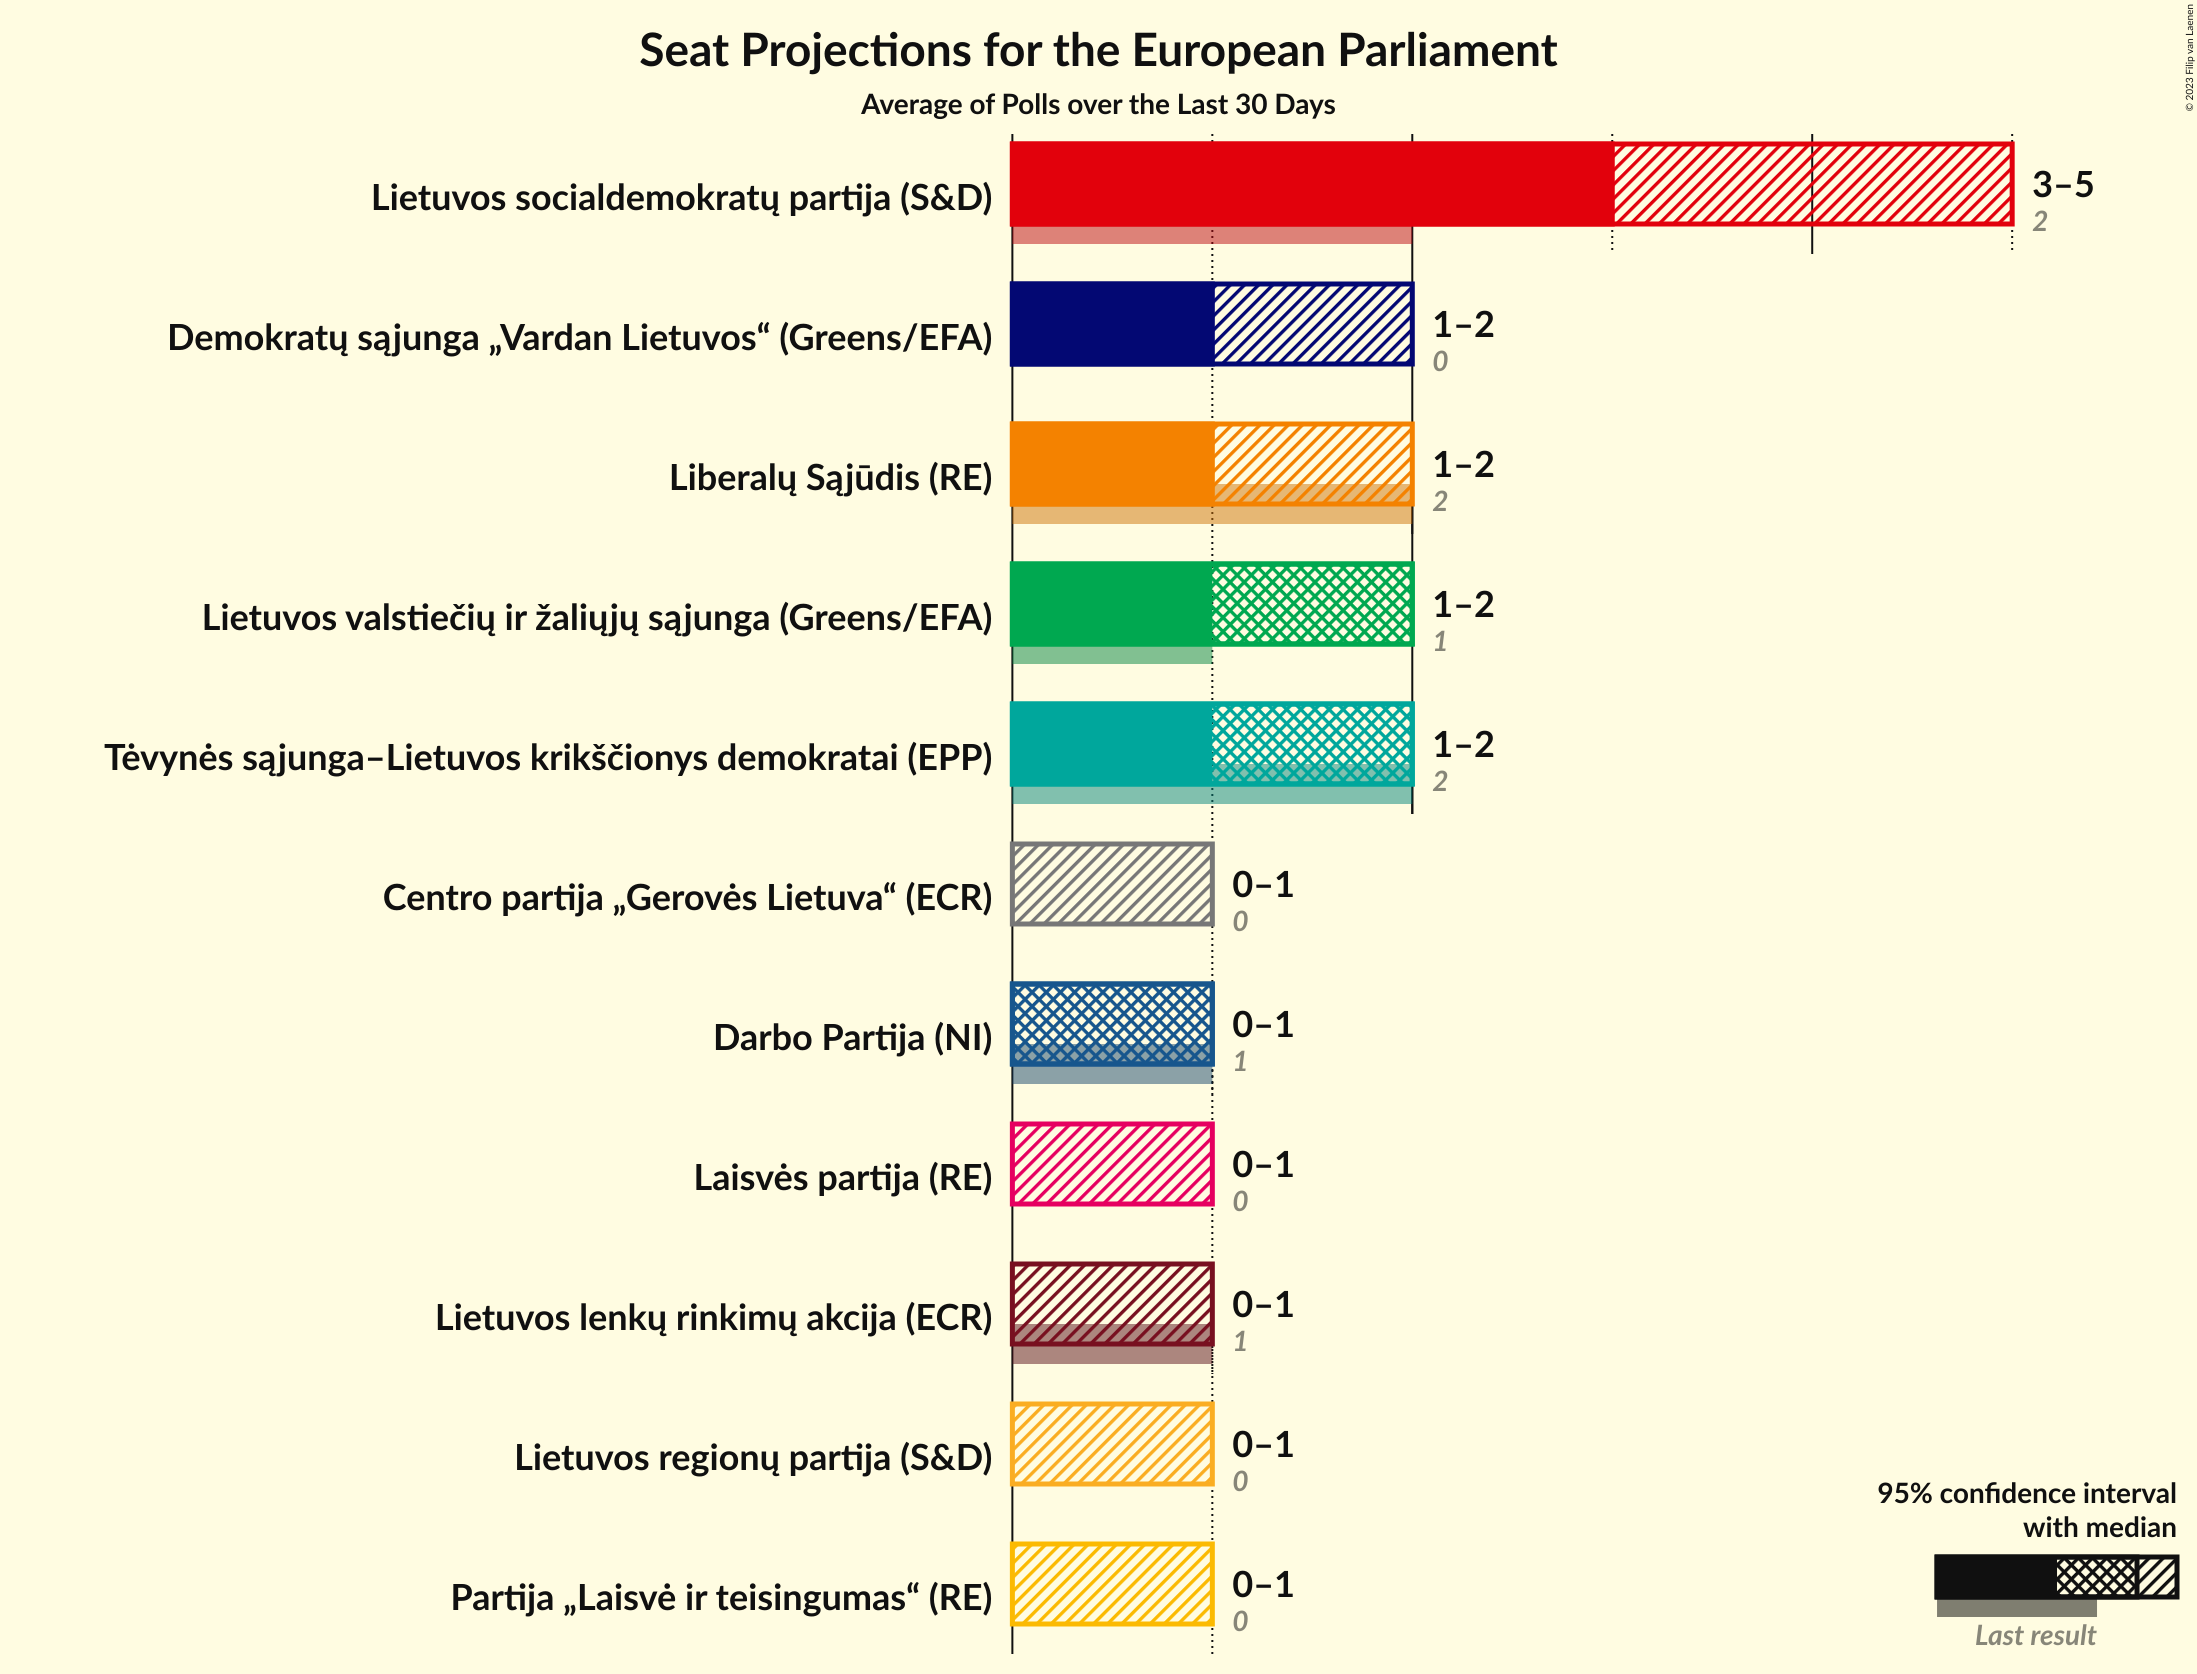 Seat Projections for the European Parliament
Average of Polls over the Last 30 Days
© 2023 Filip van Laenen
Lietuvos socialdemokratų partija (S&D)
3–5
2
Demokratų sąjunga „Vardan Lietuvos“ (Greens/EFA)
1–2
0
Liberalų Sąjūdis (RE)
1–2
2
Lietuvos valstiečių ir žaliųjų sąjunga (Greens/EFA)
1–2
1
Tėvynės sąjunga–Lietuvos krikščionys demokratai (EPP)
1–2
2
Centro partija „Gerovės Lietuva“ (ECR)
0–1
0
Darbo Partija (NI)
0–1
1
Laisvės partija (RE)
0–1
0
Lietuvos lenkų rinkimų akcija (ECR)
0–1
1
Lietuvos regionų partija (S&D)
0–1
0
Partija „Laisvė ir teisingumas“ (RE)
0–1
0
95% confidence interval
with median
Last result